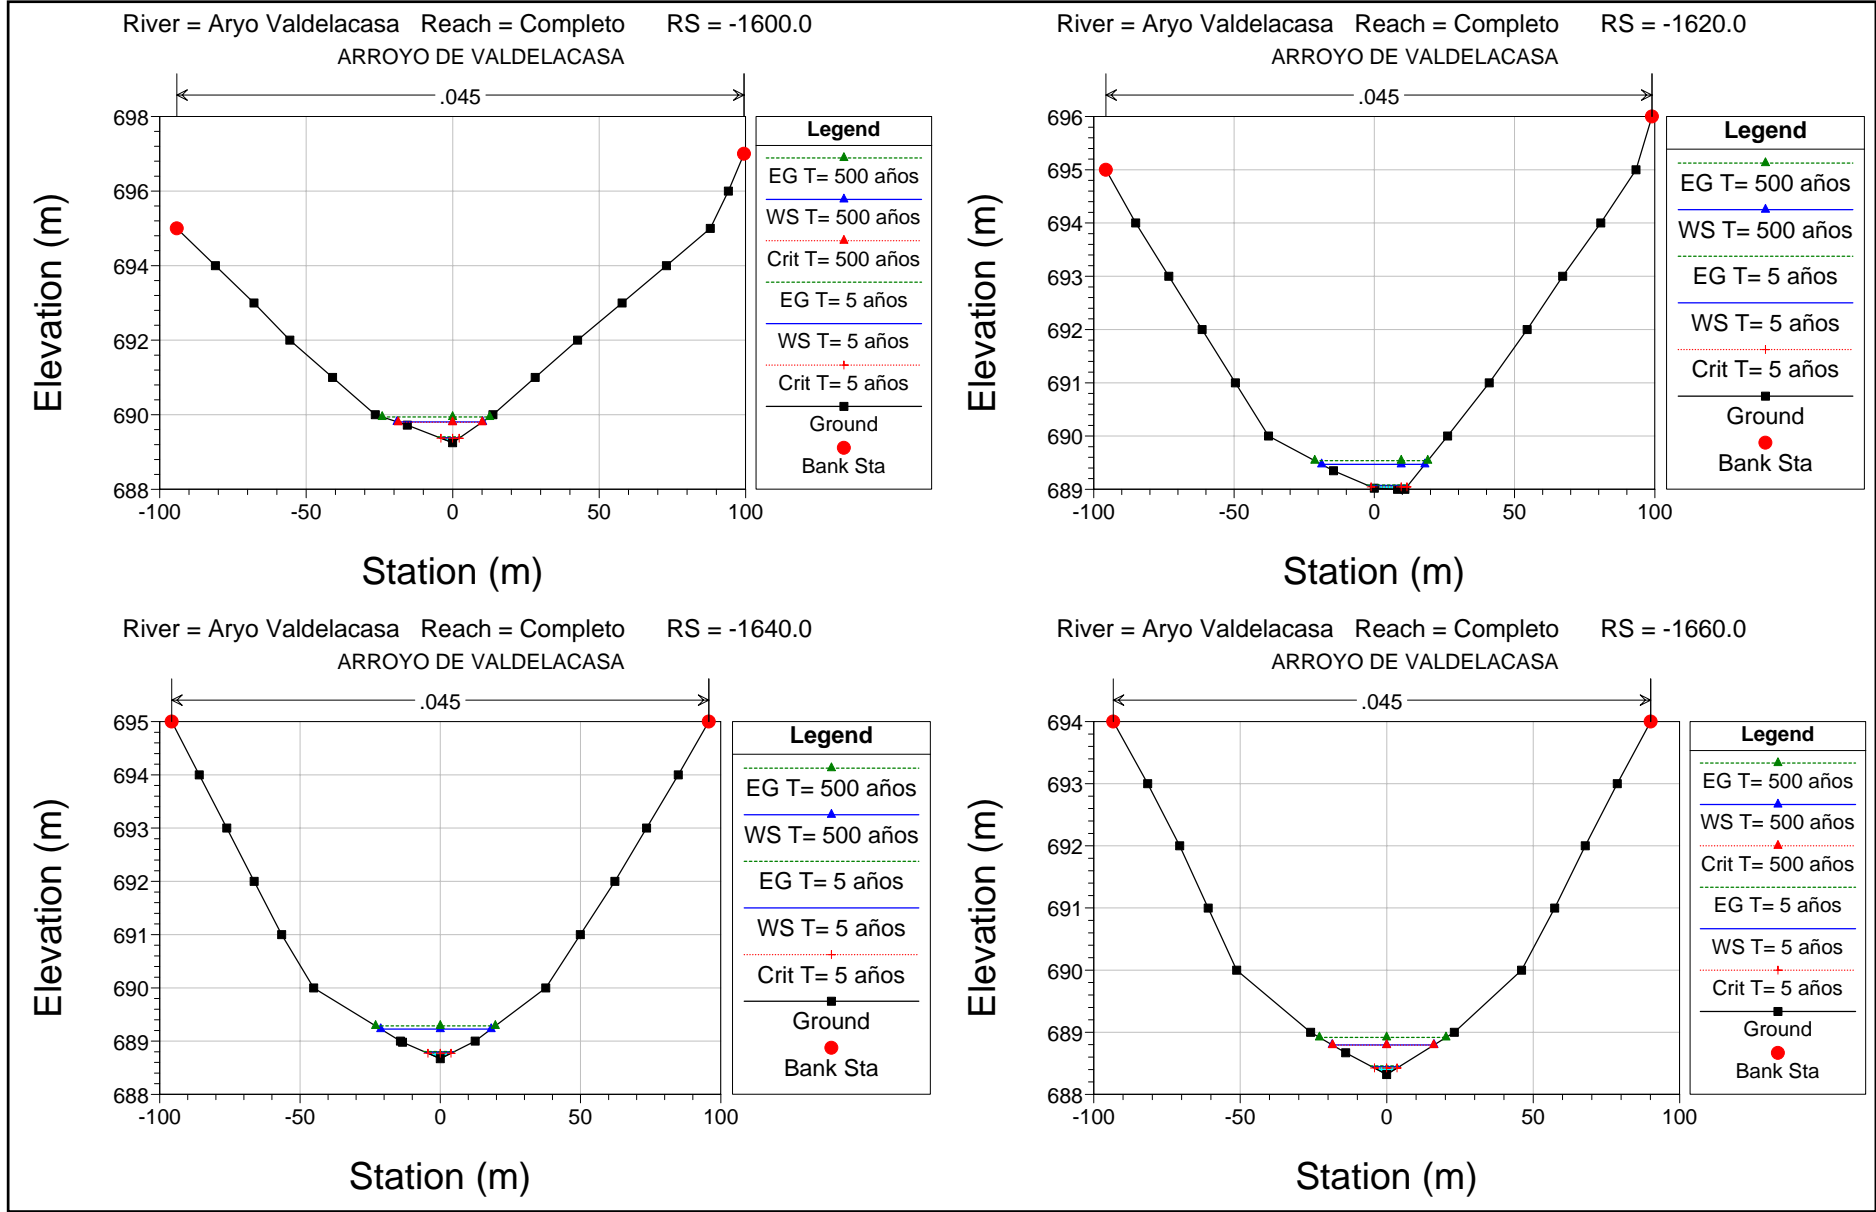 River = Aryo Valdelacasa Reach = Completo RS = -1600.0
ARROYO DE VALDELACASA
.045
698
696
694
692
690
688
-100
-50
0
50
100
Elevation (m)
Station (m)
Legend
EG T= 500 años
WS T= 500 años
Crit T= 500 años
EG T= 5 años
WS T= 5 años
Crit T= 5 años
Ground
Bank Sta
River = Aryo Valdelacasa Reach = Completo RS = -1620.0
ARROYO DE VALDELACASA
.045
696
695
694
693
692
691
690
689
-100
-50
0
50
100
Elevation (m)
Station (m)
Legend
EG T= 500 años
WS T= 500 años
EG T= 5 años
WS T= 5 años
Crit T= 5 años
Ground
Bank Sta
River = Aryo Valdelacasa Reach = Completo RS = -1640.0
ARROYO DE VALDELACASA
.045
695
694
693
692
691
690
689
688
-100
-50
0
50
100
Elevation (m)
Station (m)
Legend
EG T= 500 años
WS T= 500 años
EG T= 5 años
WS T= 5 años
Crit T= 5 años
Ground
Bank Sta
River = Aryo Valdelacasa Reach = Completo RS = -1660.0
ARROYO DE VALDELACASA
.045
694
693
692
691
690
689
688
-100
-50
0
50
100
Elevation (m)
Station (m)
Legend
EG T= 500 años
WS T= 500 años
Crit T= 500 años
EG T= 5 años
WS T= 5 años
Crit T= 5 años
Ground
Bank Sta